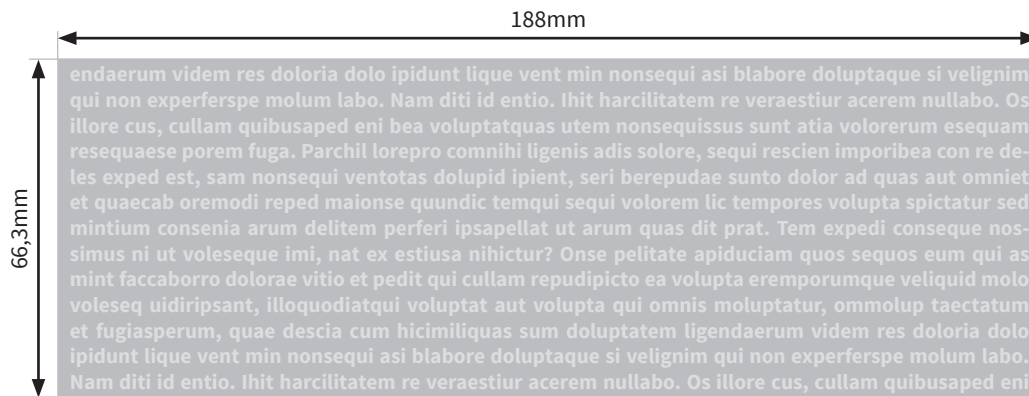 188mm
66,3mm
endaerum videm res doloria dolo ipidunt lique vent min nonsequi asi blabore doluptaque si velignim
qui non experferspe molum labo. Nam diti id entio. Ihit harcilitatem re veraestiur acerem nullabo. Os
illore cus, cullam quibusaped eni bea voluptatquas utem nonsequissus sunt atia volorerum esequam
resequaese porem fuga. Parchil lorepro comnihi ligenis adis solore, sequi rescien imporibea con re de-
les exped est, sam nonsequi ventotas dolupid ipient, seri berepudae sunto dolor ad quas aut omniet
et quaecab oremodi reped maionse quundic temqui sequi volorem lic tempores volupta spictatur sed
mintium consenia arum delitem perferi ipsapellat ut arum quas dit prat. Tem expedi conseque nos-
simus ni ut voleseque imi, nat ex estiusa nihictur? Onse pelitate apiduciam quos sequos eum qui as
mint faccaborro dolorae vitio et pedit qui cullam repudipicto ea volupta eremporumque veliquid molo
voleseq uidiripsant, illoquodiatqui voluptat aut volupta qui omnis moluptatur, ommolup taectatum
et fugiasperum, quae descia cum hicimiliquas sum doluptatem ligendaerum videm res doloria dolo
ipidunt lique vent min nonsequi asi blabore doluptaque si velignim qui non experferspe molum labo.
Nam diti id entio. Ihit harcilitatem re veraestiur acerem nullabo. Os illore cus, cullam quibusaped eni